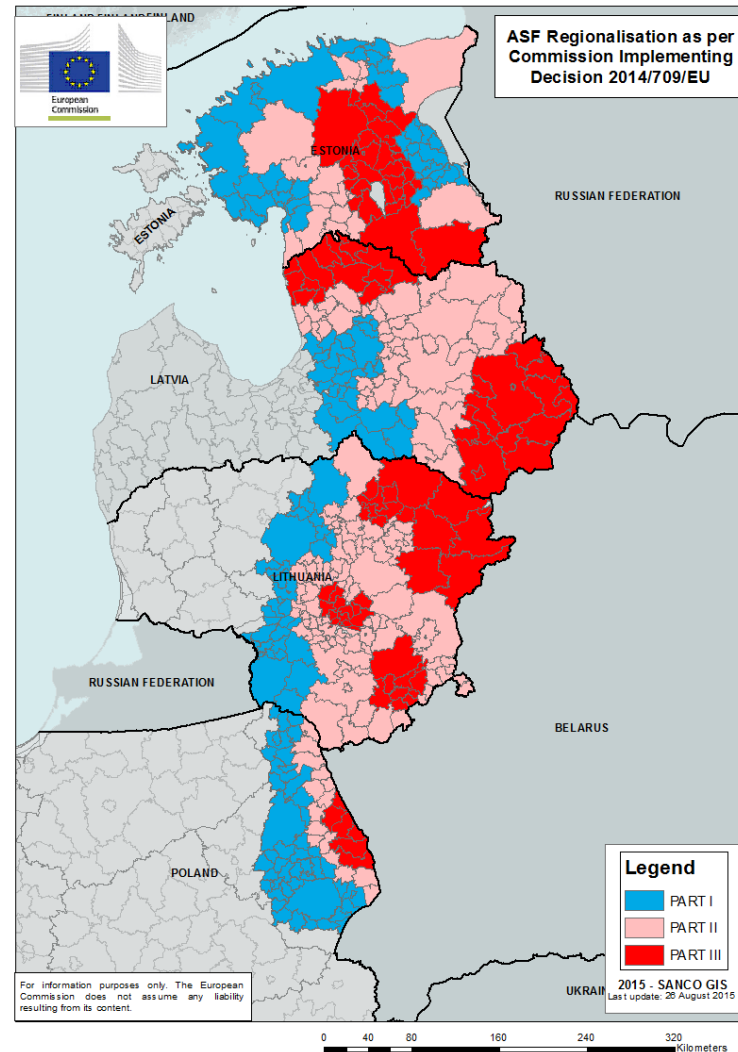 FINLAND
European
Commission
ASF Regionalisation as per
Commission Implementing
Decision 2014/709/EU
ESTONIA
RUSSIAN FEDERATION
ESTONIA
LATVIA
LITHUANIA
RUSSIAN FEDERATION
BELARUS
POLAND
Legend
PART I
PART II
PART III
For information purposes only. The European
Commission does not assume any liability
resulting from its content.
2015 - SANCO GIS
Last update: 26 August 2015
0 40 80 160 240 320
Kilometers